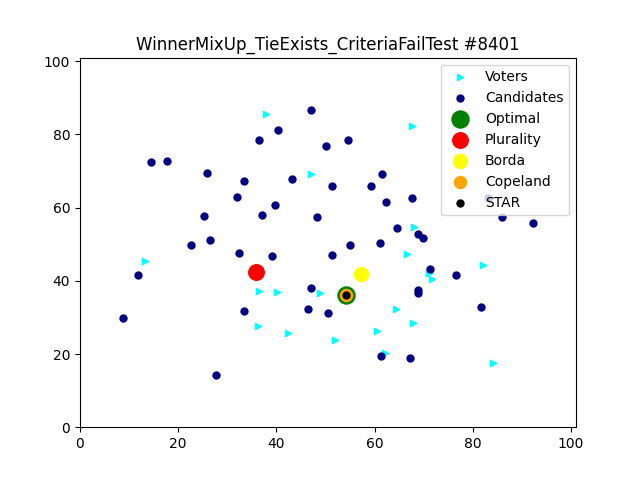 WinnerMixUp_TieExists_CriteriaFailTest #8401
100
80
60
40
20
0
0 20 40 60 80 100
Voters
Candidates
Optimal
Plurality
Borda
Copeland
STAR